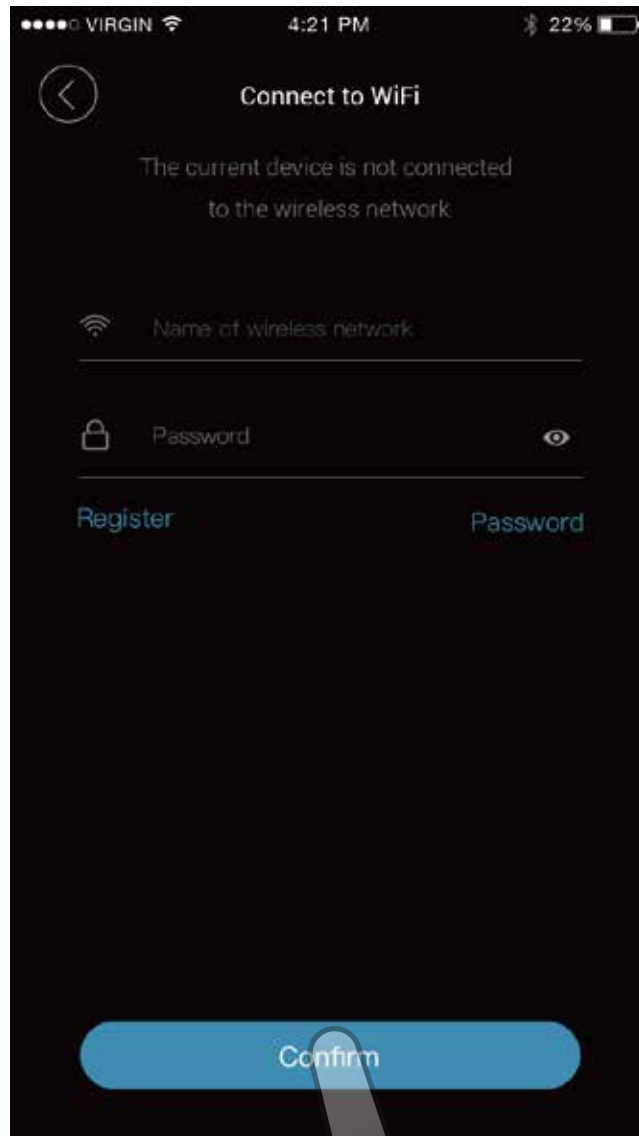 VIRGIN 4:21 PM 22%
Connect to WiFi
The current device is not connected
to the wireless network
Name of wireless network
Password
Register Password
Confirm